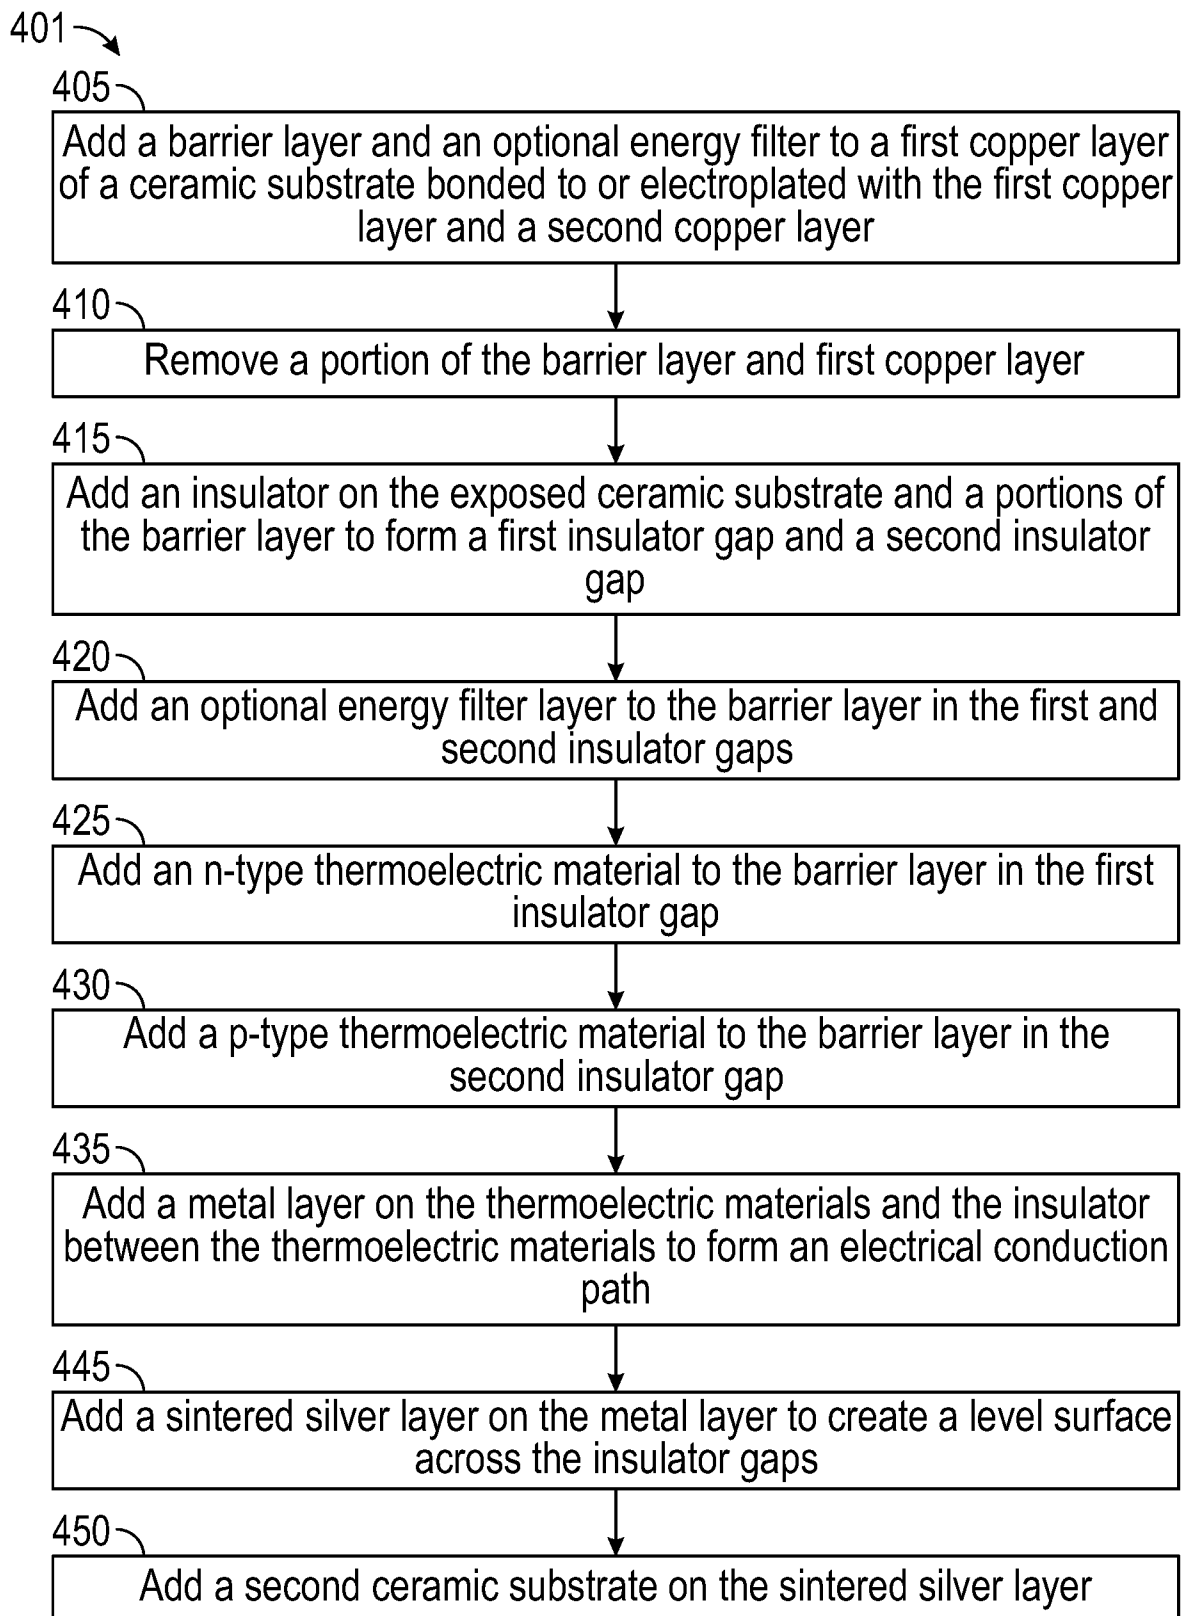 401
405
Add a barrier layer and an optional energy filter to a first copper layer
of a ceramic substrate bonded to or electroplated with the first copper
layer and a second copper layer
410
Remove a portion of the barrier layer and first copper layer
415
Add an insulator on the exposed ceramic substrate and a portions of
the barrier layer to form a first insulator gap and a second insulator
gap
420
Add an optional energy filter layer to the barrier layer in the first and
second insulator gaps
425
Add an n-type thermoelectric material to the barrier layer in the first
insulator gap
430
Add a p-type thermoelectric material to the barrier layer in the
second insulator gap
435
Add a metal layer on the thermoelectric materials and the insulator
between the thermoelectric materials to form an electrical conduction
path
445
Add a sintered silver layer on the metal layer to create a level surface
across the insulator gaps
450
Add a second ceramic substrate on the sintered silver layer